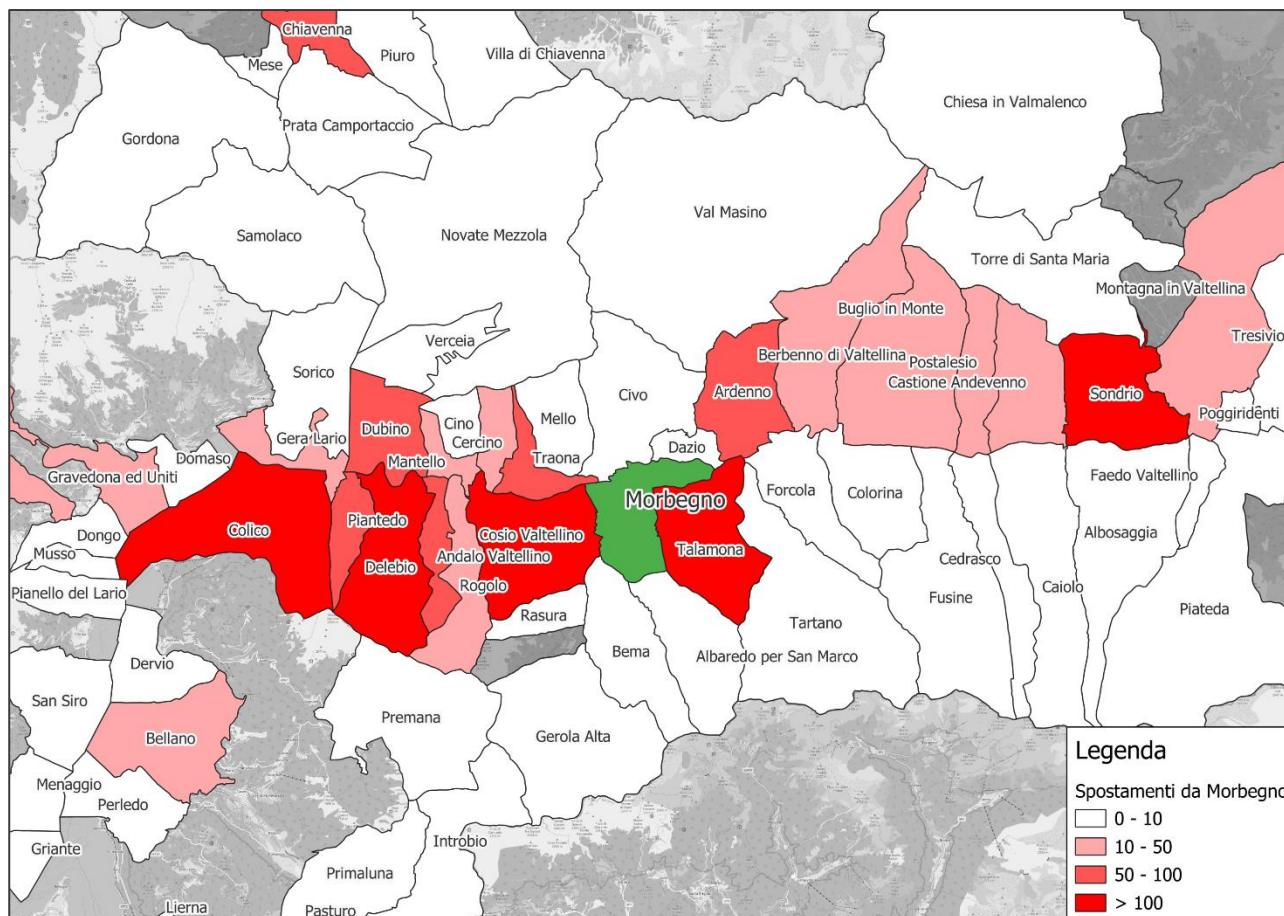 Chiavenna
Piuro
Villa di Chiavenna
Mese
Chiesa in Valmalenco
Prata Camportaccio
Gordona
Val Masino
Samolaco
Novate Mezzola
Torre di Santa Maria
Montagna in Valtellina
Buglio in Monte
Verceia
Tresivio
Berbenno di Valtellina
Postalesio
Sorico
Castione Andevenno
Ardenno
Sondrio
Civo
Mello
Cino
Dubino
Cercino
Gera Lario
Poggiridenti
Dazio
Traona
Mantello
Domaso
Gravedona ed Uniti
Faedo Valtellino
Forcola
Colorina
Morbegno
Piantedo
Colico
Dongo
Cosio Valtellino
Albosaggia
Musso
Talamona
Andalo Valtellino
Cedrasco
Delebio
Caiolo
Rogolo
Pianello del Lario
Fusine
Piateda
Rasura
Tartano
Bema
Albaredo per San Marco
Dervio
San Siro
Premana
Bellano
Gerola Alta
Menaggio
Perledo
Introbio
Griante
Primaluna
Lierna
Pasturo
Legenda
Spostamenti da Morbegno
0 - 10
10 - 50
50 - 100
> 100